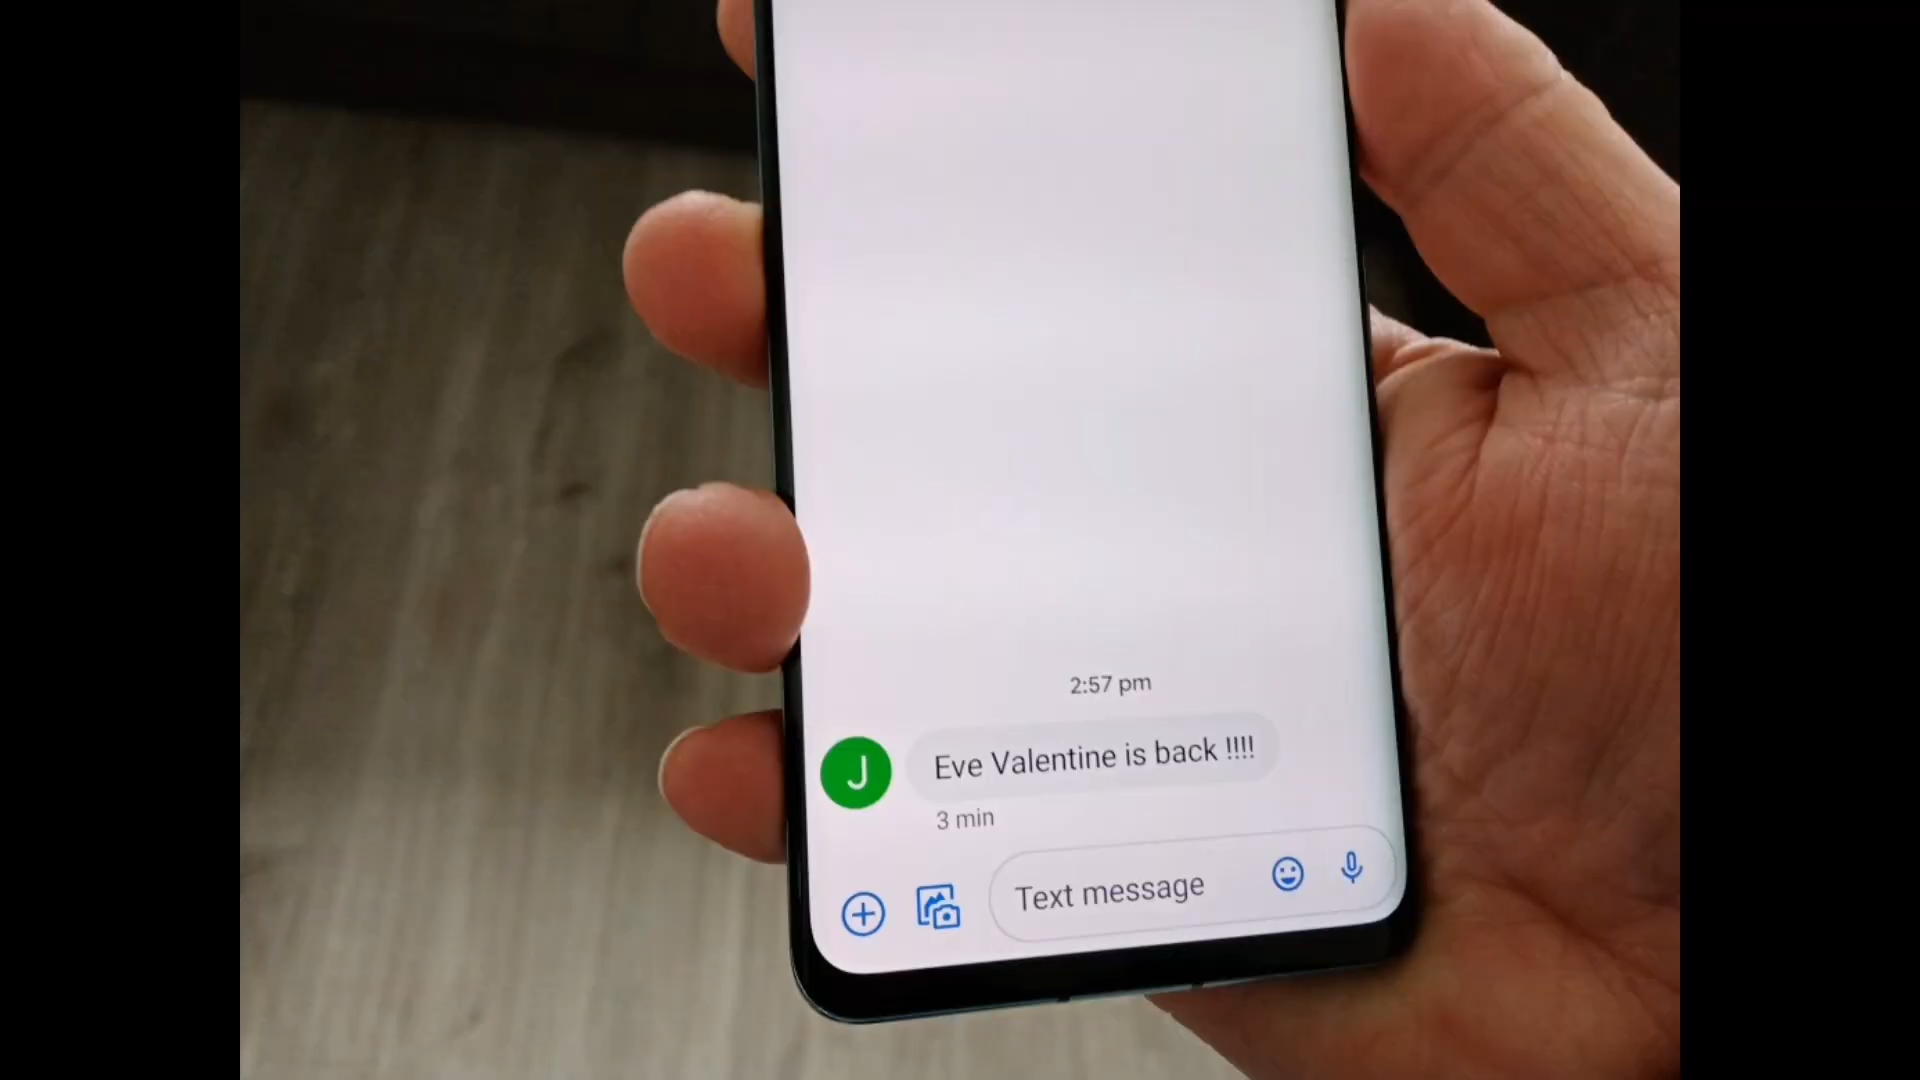 2:57 pm
J
Eve Valentine is back !!!!
3 min
Text message